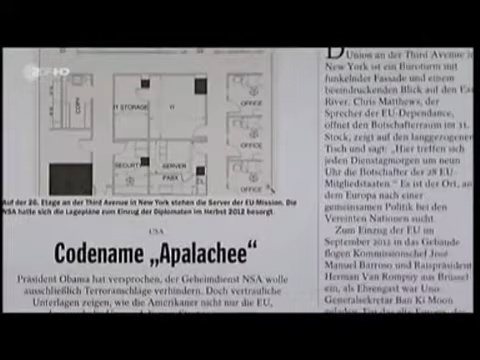 ZDF HD
COPY
IT STORAGE
IT
OFFICE
OFFICE
OFFICE
SECURITY
SERVER
PARK
Auf der 26. Etage an der Third Avenue in New York stehen die Server der EU-Mission. Die
NSA hatte sich die Lagepläne zum Einzug der Diplomaten im Herbst 2012 besorgt.
USA
Codename „Apalachee“
Präsident Obama hat versprochen, der Geheimdienst NSA wolle
ausschließlich Terroranschläge verhindern. Doch vertrauliche
Unterlagen zeigen, wie die Amerikaner nicht nur die EU,
Union an der Third Avenue in
New York ist ein Büroturm mit
funkelnder Fassade und einem
beeindruckenden Blick auf den East
River. Chris Matthews, der
Sprecher der EU-Dependance,
öffnet den Botschafterraum im 31.
Stock, zeigt auf den langgezogenen
Tisch und sagt: „Hier treffen sich
jeden Dienstagmorgen um neun
Uhr die Botschafter der 28 EU-
Mitgliedstaaten.“ Es ist der Ort, an
dem Europa nach einer
gemeinsamen Politik bei den
Vereinten Nationen sucht.
Zum Einzug der EU im
September 2012 in das Gebäude
flogen Kommissionschef José
Manuel Barroso und Ratspräsident
Herman Van Rompuy aus Brüssel
ein, als Ehrengast war Uno-
Generalsekretär Ban Ki Moon